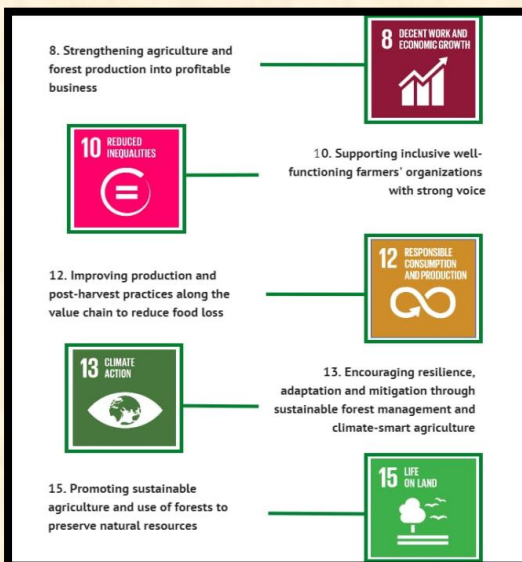 8. Strengthening agriculture and
forest production into profitable
business
8 DECENT WORK AND
ECONOMIC GROWTH
10 REDUCED
INEQUALITIES
10. Supporting inclusive well-
functioning farmers' organizations
with strong voice
12. Improving production and
post-harvest practices along the
value chain to reduce food loss
12 RESPONSIBLE
CONSUMPTION
AND PRODUCTION
13 CLIMATE
ACTION
13. Encouraging resilience,
adaptation and mitigation through
sustainable forest management and
climate-smart agriculture
15. Promoting sustainable
agriculture and use of forests to
preserve natural resources
15 LIFE
ON LAND